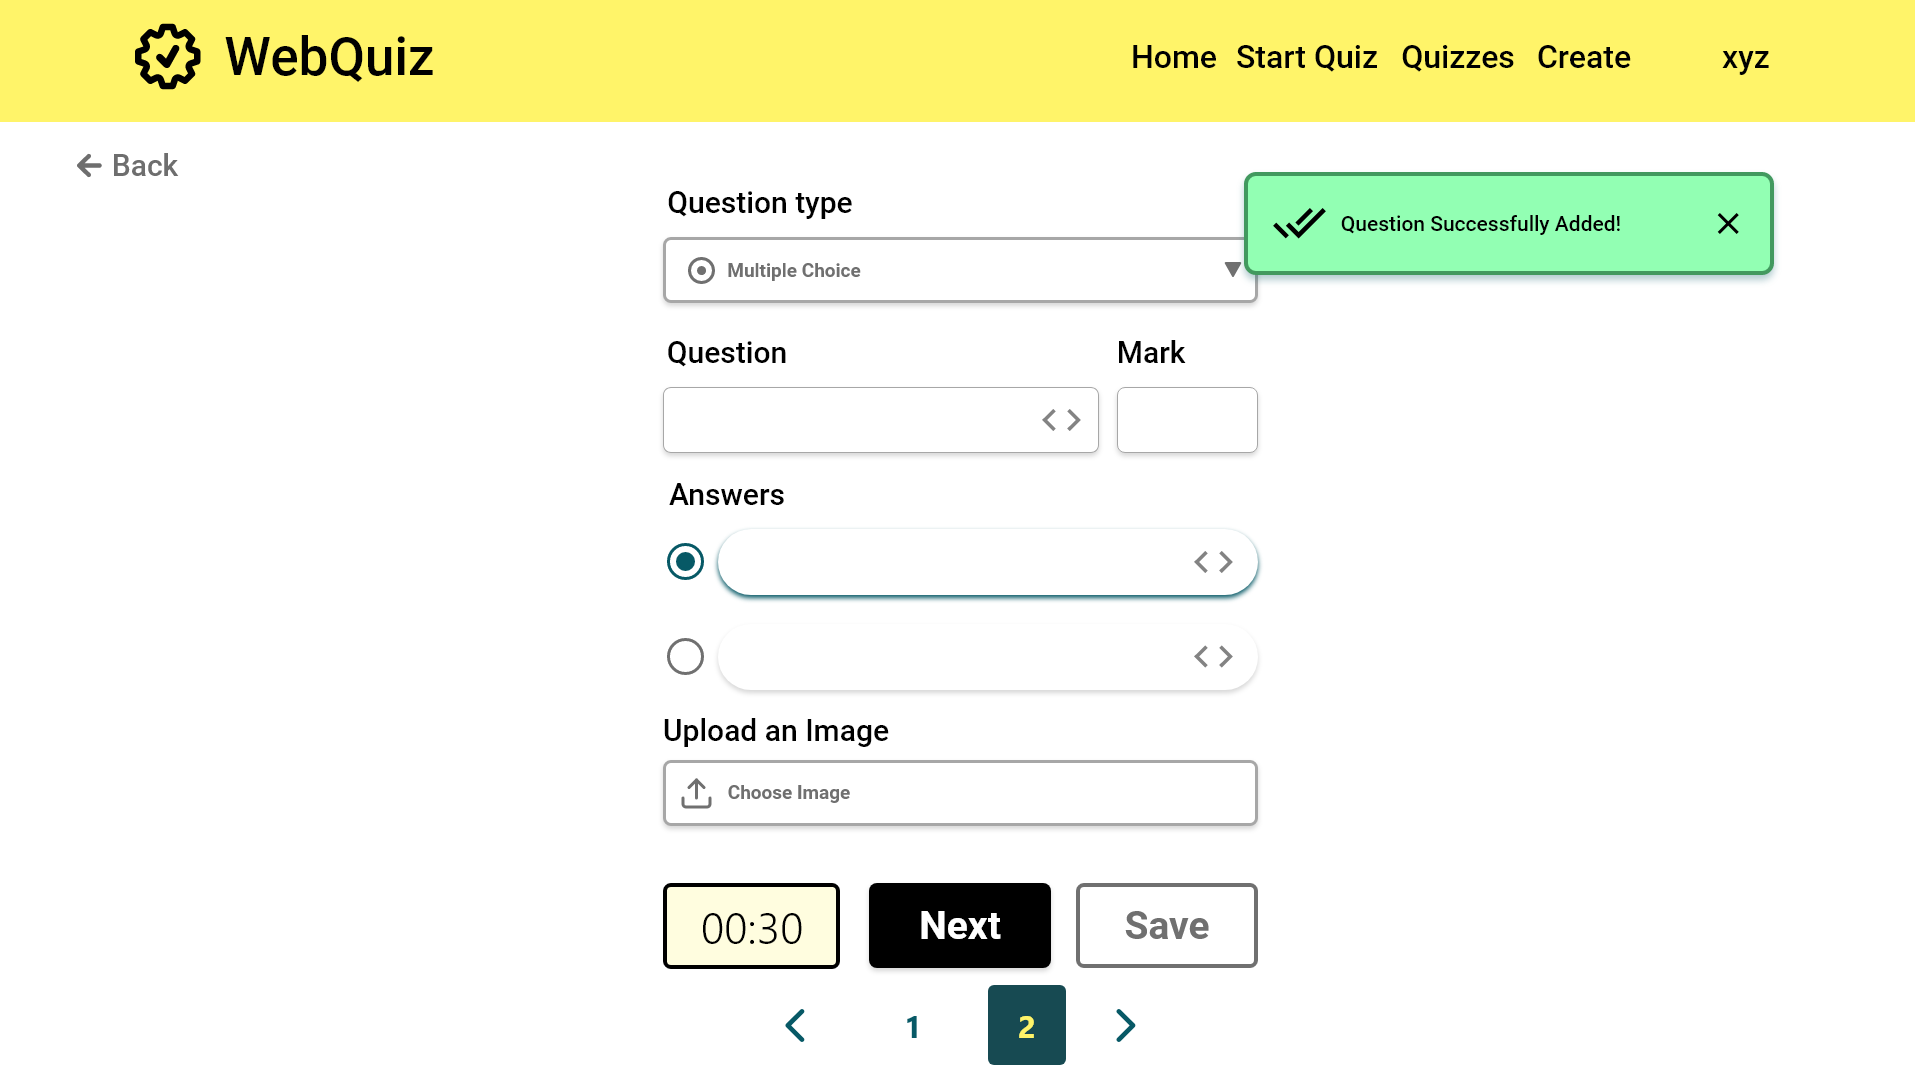 WebQuiz
Home Start Quiz Quizzes Create xyz
Back
Question Successfully Added!
Question type
Multiple Choice
Question Mark
Answers
Upload an Image
Choose Image
00:30 Next Save
1 2